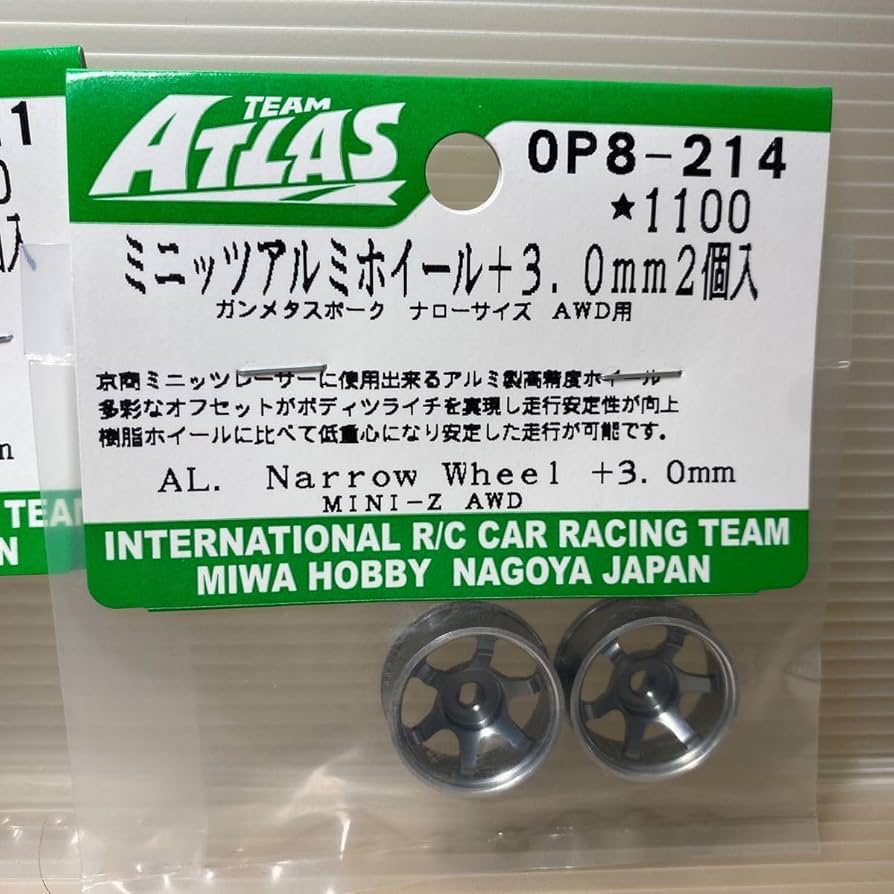 TEAM
ATLAS
OP8-214
★1100
ミニッツアルミホイール+3.0mm2個入
ガンメタスポーク ナローサイズ AWD用
京商ミニッツレーサーに使用出来るアルミ製高精度ホイール
多彩なオフセットがボディツライチを実現し走行安定性が向上
樹脂ホイールに比べて低重心になり安定した走行が可能です。
AL. Narrow Wheel +3.0mm
MINI-Z AWD
INTERNATIONAL R/C CAR RACING TEAM
MIWA HOBBY NAGOYA JAPAN
1
0
入
m
TEAM
N